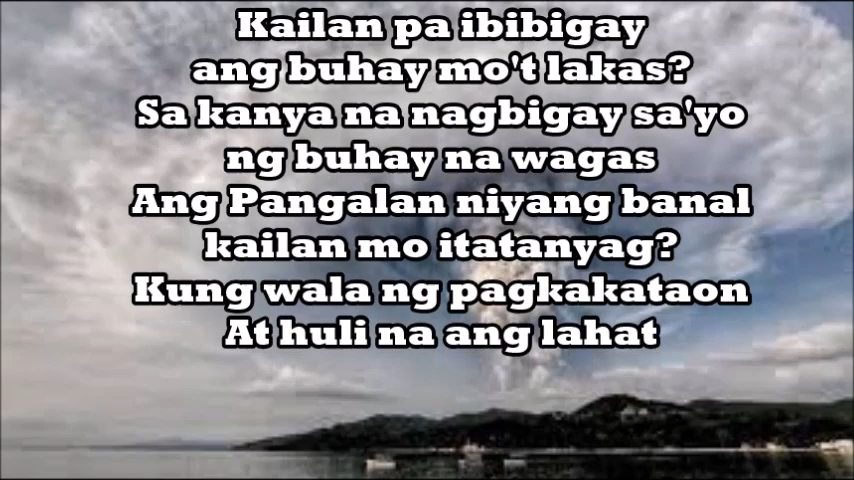 Kailan pa ibibigay
ang buhay mo't lakas?
Sa kanya na nagbigay sa'yo
ng buhay na wagas
Ang Pangalan niyang banal
kailan mo itatanyag?
Kung wala ng pagkakataon
At huli na ang lahat